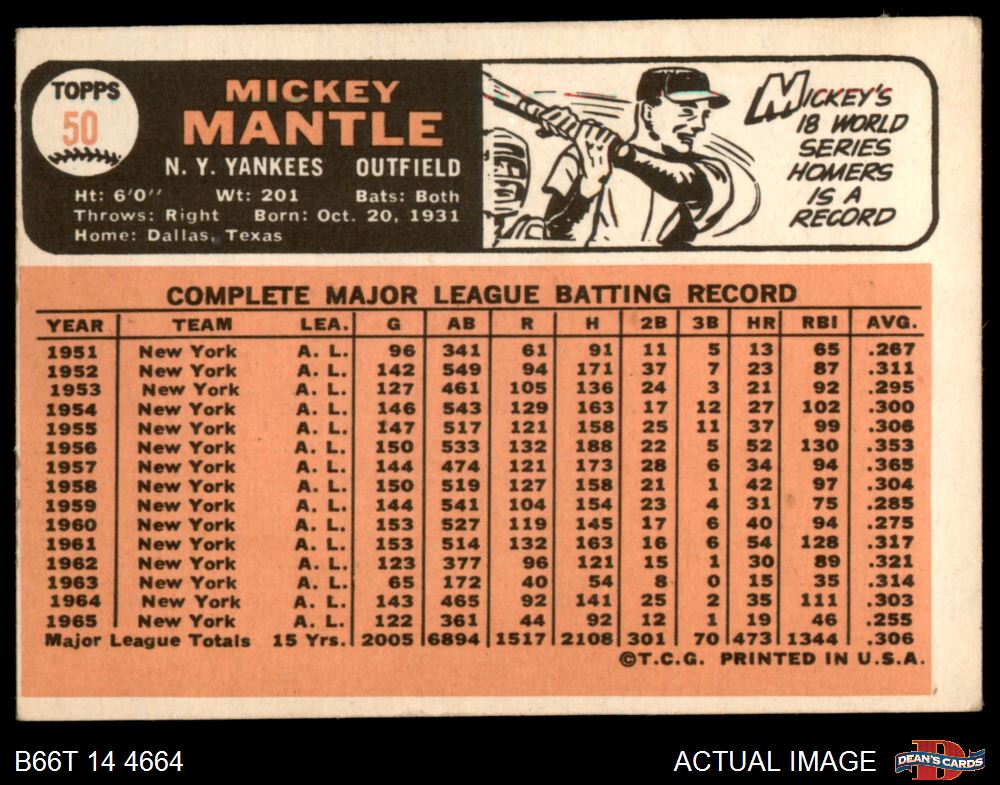 TOPPS
50
MICKEY
MANTLE
N. Y. YANKEES OUTFIELD
Ht: 6'0" Wt: 201 Bats: Both
Throws: Right Born: Oct. 20, 1931
Home: Dallas, Texas
MICKEY'S
18 WORLD
SERIES
HOMERS
IS A
RECORD
COMPLETE MAJOR LEAGUE BATTING RECORD
YEAR TEAM LEA. G AB R H 2B 3B HR RBI AVG.
1951 New York A. L. 96 341 61 91 11 5 13 65 .267
1952 New York A. L. 142 549 94 171 37 7 23 87 .311
1953 New York A. L. 127 461 105 136 24 3 21 92 .295
1954 New York A. L. 146 543 129 163 17 12 27 102 .300
1955 New York A. L. 147 517 121 158 25 11 37 99 .306
1956 New York A. L. 150 533 132 188 22 5 52 130 .353
1957 New York A. L. 144 474 121 173 28 6 34 94 .365
1958 New York A. L. 150 519 127 158 21 1 42 97 .304
1959 New York A. L. 144 541 104 154 23 4 31 75 .285
1960 New York A. L. 153 527 119 145 17 6 40 94 .275
1961 New York A. L. 153 514 132 163 16 6 54 128 .317
1962 New York A. L. 123 377 96 121 15 1 30 89 .321
1963 New York A. L. 65 172 40 54 8 0 15 35 .314
1964 New York A. L. 143 465 92 141 25 2 35 111 .303
1965 New York A. L. 122 361 44 92 12 1 19 46 .255
Major League Totals 15 Yrs. 2005 6894 1517 2108 301 70 473 1344 .306
©T.C.G. PRINTED IN U.S.A.
B66T 14 4664
ACTUAL IMAGE
DEAN'S CARDS